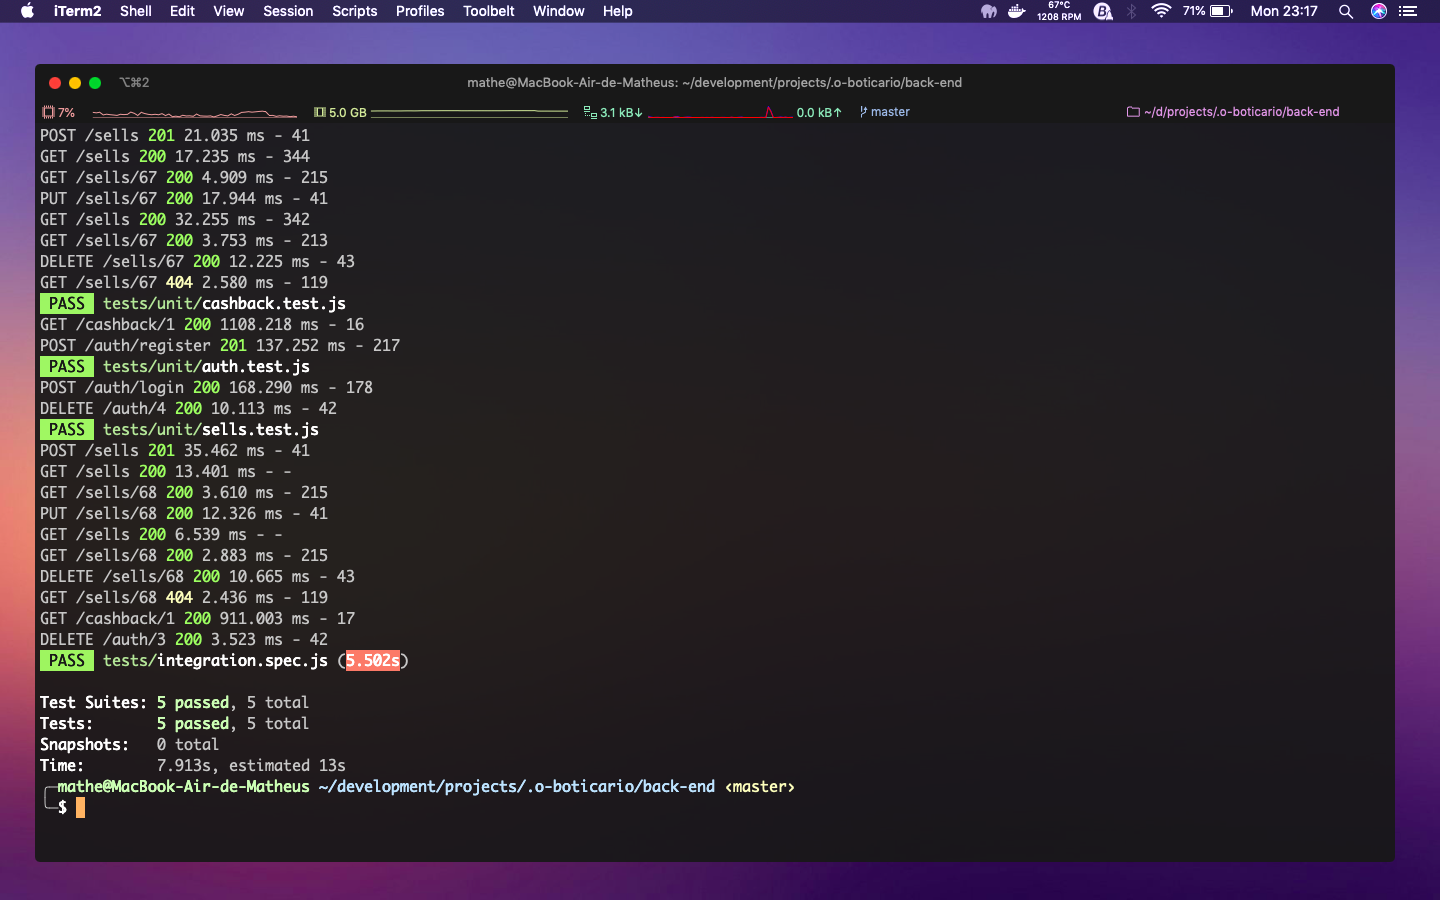 iTerm2 Shell Edit View Session Scripts Profiles Toolbelt Window Help 67°C 1208 RPM 71% Mon 23:17
⌥⌘2 mathe@MacBook-Air-de-Matheus: ~/development/projects/.o-boticario/back-end
7% 5.0 GB 3.1 kB↓ 0.0 kB↑ master ~/d/projects/.o-boticario/back-end
POST /sells 201 21.035 ms - 41
GET /sells 200 17.235 ms - 344
GET /sells/67 200 4.909 ms - 215
PUT /sells/67 200 17.944 ms - 41
GET /sells 200 32.255 ms - 342
GET /sells/67 200 3.753 ms - 213
DELETE /sells/67 200 12.225 ms - 43
GET /sells/67 404 2.580 ms - 119
PASS tests/unit/cashback.test.js
GET /cashback/1 200 1108.218 ms - 16
POST /auth/register 201 137.252 ms - 217
PASS tests/unit/auth.test.js
POST /auth/login 200 168.290 ms - 178
DELETE /auth/4 200 10.113 ms - 42
PASS tests/unit/sells.test.js
POST /sells 201 35.462 ms - 41
GET /sells 200 13.401 ms - -
GET /sells/68 200 3.610 ms - 215
PUT /sells/68 200 12.326 ms - 41
GET /sells 200 6.539 ms - -
GET /sells/68 200 2.883 ms - 215
DELETE /sells/68 200 10.665 ms - 43
GET /sells/68 404 2.436 ms - 119
GET /cashback/1 200 911.003 ms - 17
DELETE /auth/3 200 3.523 ms - 42
PASS tests/integration.spec.js (5.502s)
Test Suites: 5 passed, 5 total
Tests: 5 passed, 5 total
Snapshots: 0 total
Time: 7.913s, estimated 13s
mathe@MacBook-Air-de-Matheus ~/development/projects/.o-boticario/back-end ‹master›
$